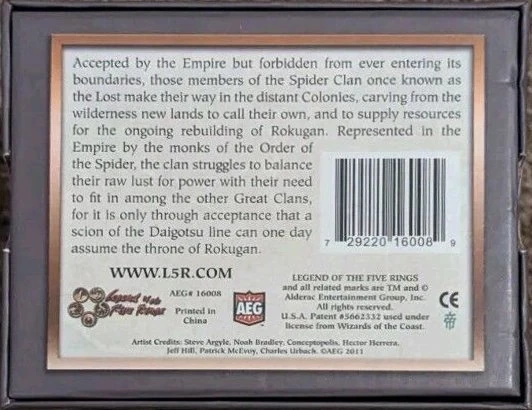 Accepted by the Empire but forbidden from ever entering its
boundaries, those members of the Spider Clan once known as
the Lost make their way in the distant Colonies, carving from the
wilderness new lands to call their own, and to supply resources
for the ongoing rebuilding of Rokugan. Represented in the
Empire by the monks of the Order of
the Spider, the clan struggles to balance
their raw lust for power with their need
to fit in among the other Great Clans,
for it is only through acceptance that a
scion of the Daigotsu line can one day
assume the throne of Rokugan.
7 29220 16008 9
WWW.L5R.COM
Legend of the
Five Rings
AEG# 16008
Printed in
China
AEG
LEGEND OF THE FIVE RINGS
and all related marks are TM and ©
Alderac Entertainment Group, Inc.
All rights reserved.
U.S.A. Patent #5662332 used under
license from Wizards of the Coast.
CE
帝
Artist Credits: Steve Argyle, Noah Bradley, Conceptopolis, Hector Herrera,
Jeff Hill, Patrick McEvoy, Charles Urbach. ©AEG 2011